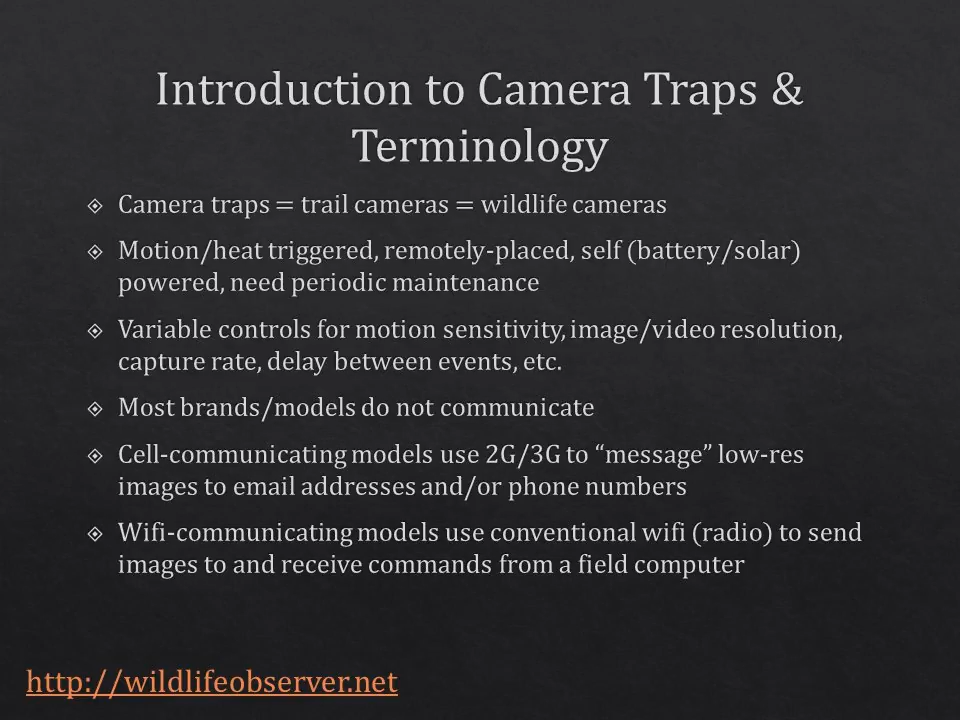 Introduction to Camera Traps &
Terminology
Camera traps = trail cameras = wildlife cameras
Motion/heat triggered, remotely-placed, self (battery/solar)
powered, need periodic maintenance
Variable controls for motion sensitivity, image/video resolution,
capture rate, delay between events, etc.
Most brands/models do not communicate
Cell-communicating models use 2G/3G to “message” low-res
images to email addresses and/or phone numbers
Wifi-communicating models use conventional wifi (radio) to send
images to and receive commands from a field computer
http://wildlifeobserver.net